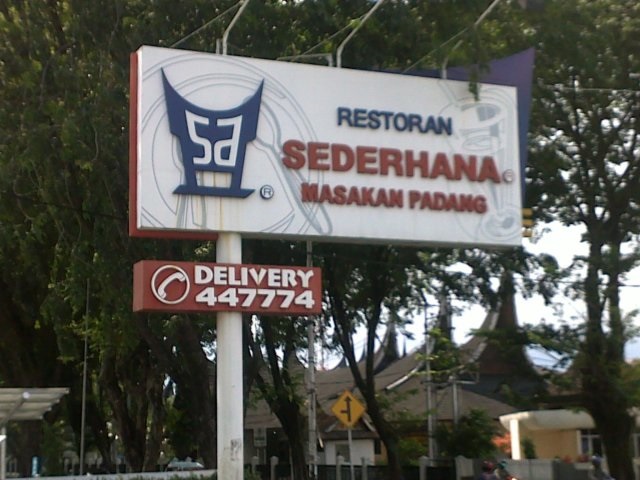 RESTORAN
sa ®
SEDERHANA®
MASAKAN PADANG
DELIVERY
447774